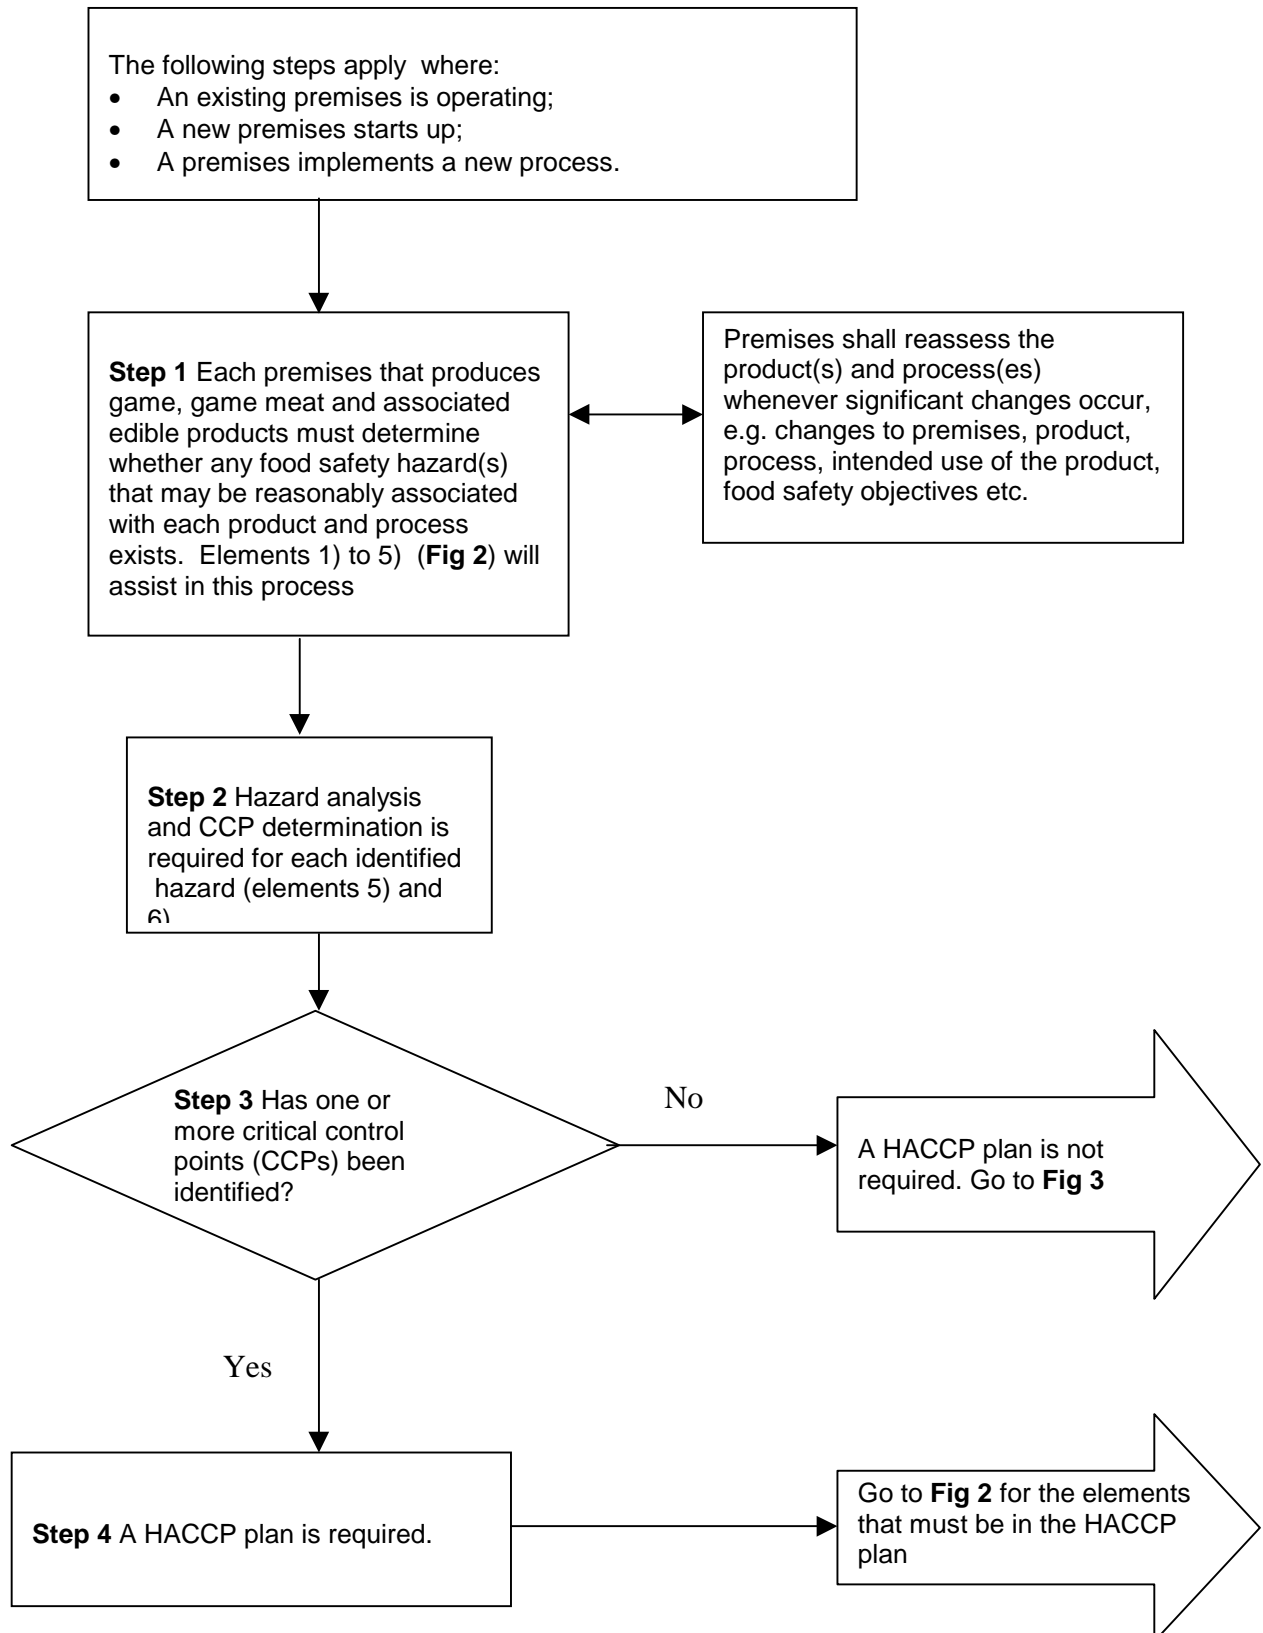 The following steps apply where:
• An existing premises is operating;
• A new premises starts up;
• A premises implements a new process.
Step 1 Each premises that produces
game, game meat and associated
edible products must determine
whether any food safety hazard(s)
that may be reasonably associated
with each product and process
exists. Elements 1) to 5) (Fig 2) will
assist in this process
Premises shall reassess the
product(s) and process(es)
whenever significant changes occur,
e.g. changes to premises, product,
process, intended use of the product,
food safety objectives etc.
Step 2 Hazard analysis
and CCP determination is
required for each identified
hazard (elements 5) and
6)
Step 3 Has one or
more critical control
points (CCPs) been
identified?
No
A HACCP plan is not
required. Go to Fig 3
Yes
Step 4 A HACCP plan is required.
Go to Fig 2 for the elements
that must be in the HACCP
plan